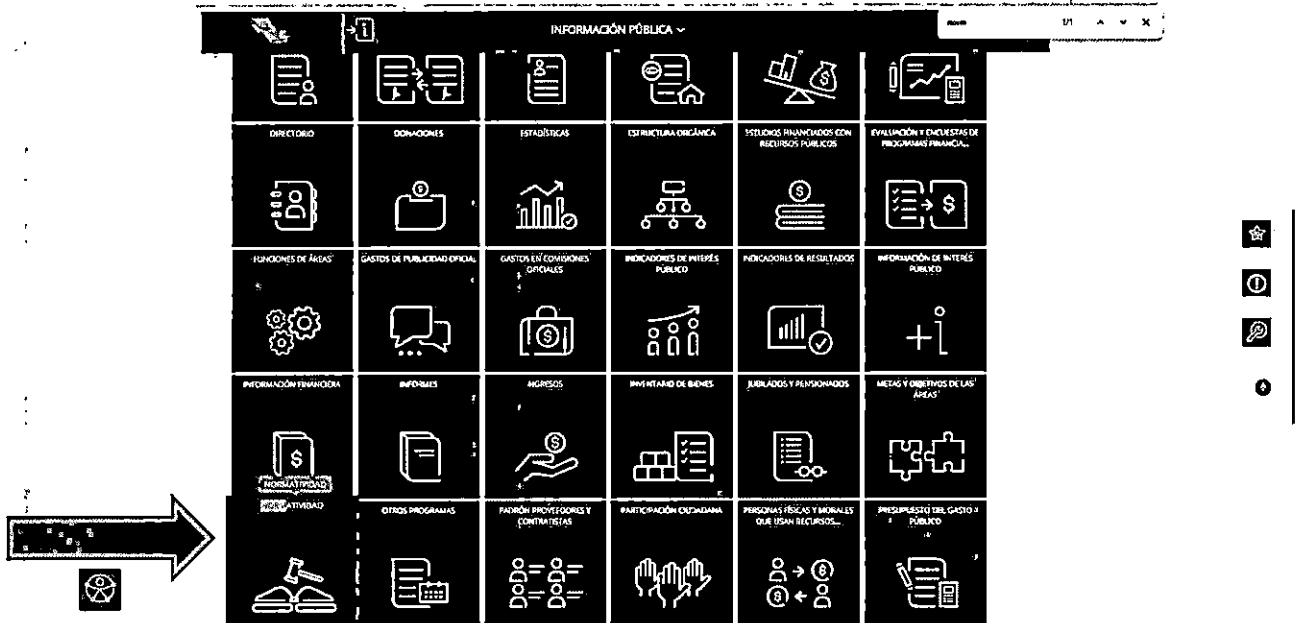 INFORMACIÓN PÚBLICA
norm
1/1
DIRECTORIO
DONACIONES
ESTADÍSTICAS
ESTRUCTURA ORGÁNICA
ESTUDIOS FINANCIADOS CON
RECURSOS PÚBLICOS
EVALUACIÓN Y ENCUESTAS DE
PROGRAMAS FINANCIA...
FUNCIONES DE ÁREAS
GASTOS DE PUBLICIDAD OFICIAL
GASTOS EN COMISIONES
OFICIALES
INDICADORES DE INTERÉS
PÚBLICO
INDICADORES DE RESULTADOS
INFORMACIÓN DE INTERÉS
PÚBLICO
INFORMACIÓN FINANCIERA
INFORMES
INGRESOS
INVENTARIO DE BIENES
JUBILADOS Y PENSIONADOS
METAS Y OBJETIVOS DE LAS
ÁREAS
NORMATIVIDAD
NORMATIVIDAD
OTROS PROGRAMAS
PADRÓN PROVEEDORES Y
CONTRATISTAS
PARTICIPACIÓN CIUDADANA
PERSONAS FÍSICAS Y MORALES
QUE USAN RECURSOS...
PRESUPUESTO DEL GASTO
PÚBLICO